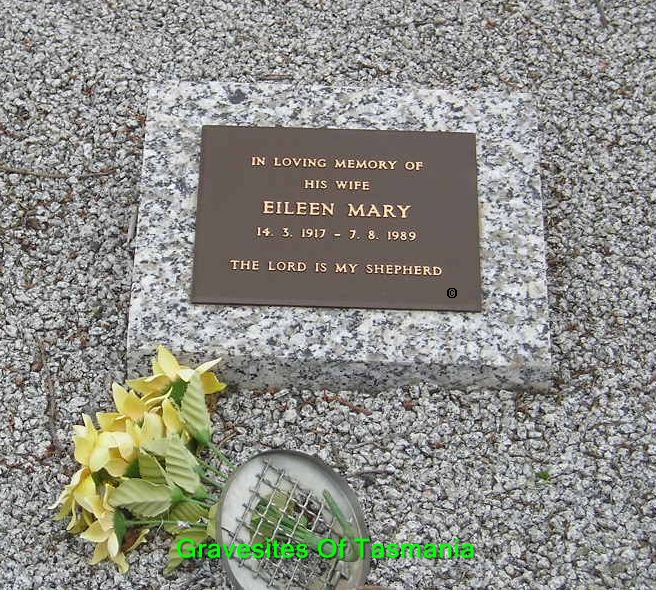 IN LOVING MEMORY OF
HIS WIFE
EILEEN MARY
14. 3. 1917 – 7. 8. 1989
THE LORD IS MY SHEPHERD
©
Gravesites Of Tasmania